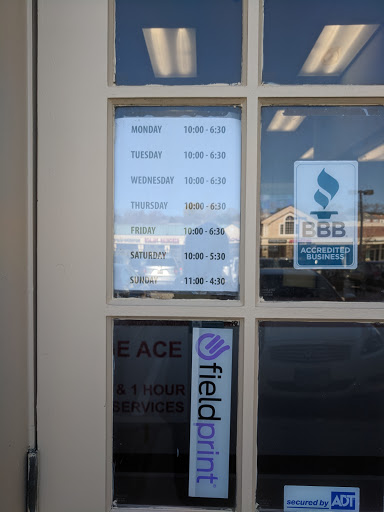 MONDAY 10:00 - 6:30
TUESDAY 10:00 - 6:30
WEDNESDAY 10:00 - 6:30
THURSDAY 10:00 - 6:30
FRIDAY 10:00 - 6:30
SATURDAY 10:00 - 5:30
SUNDAY 11:00 - 4:30
BBB
ACCREDITED
BUSINESS
E ACE
& 1 HOUR
SERVICES
fieldprint
secured by ADT